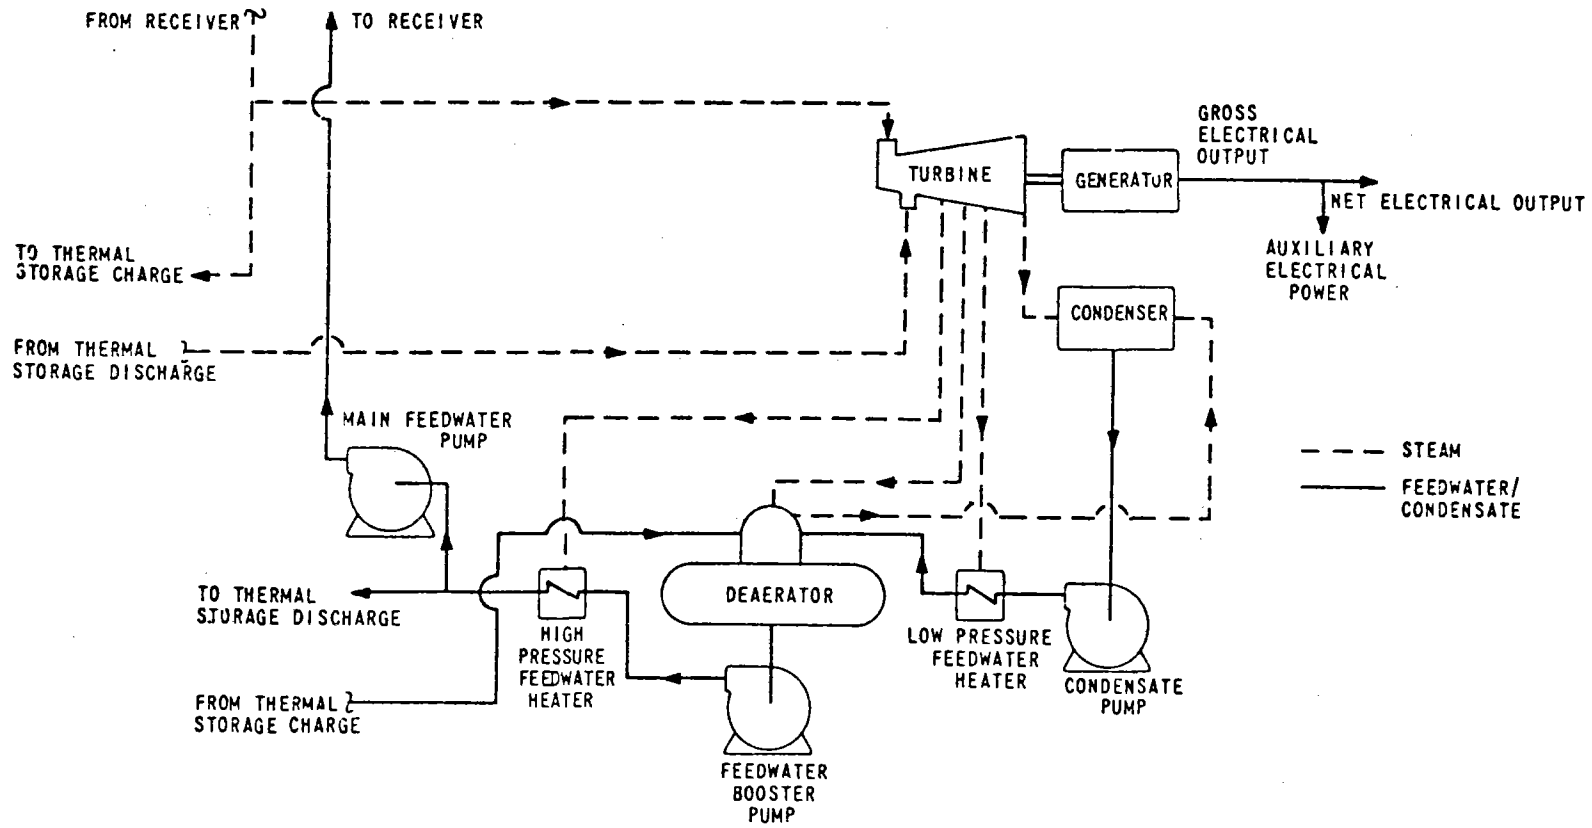 FROM RECEIVER
TO RECEIVER
GROSS
ELECTRICAL
OUTPUT
TURBINE
GENERATOR
NET ELECTRICAL OUTPUT
AUXILIARY
ELECTRICAL
POWER
TO THERMAL
STORAGE CHARGE
CONDENSER
FROM THERMAL
STORAGE DISCHARGE
MAIN FEEDWATER
PUMP
STEAM
FEEDWATER/
CONDENSATE
TO THERMAL
STORAGE DISCHARGE
DEAERATOR
HIGH
PRESSURE
FEEDWATER
HEATER
LOW PRESSURE
FEEDWATER
HEATER
CONDENSATE
PUMP
FROM THERMAL
STORAGE CHARGE
FEEDWATER
BOOSTER
PUMP